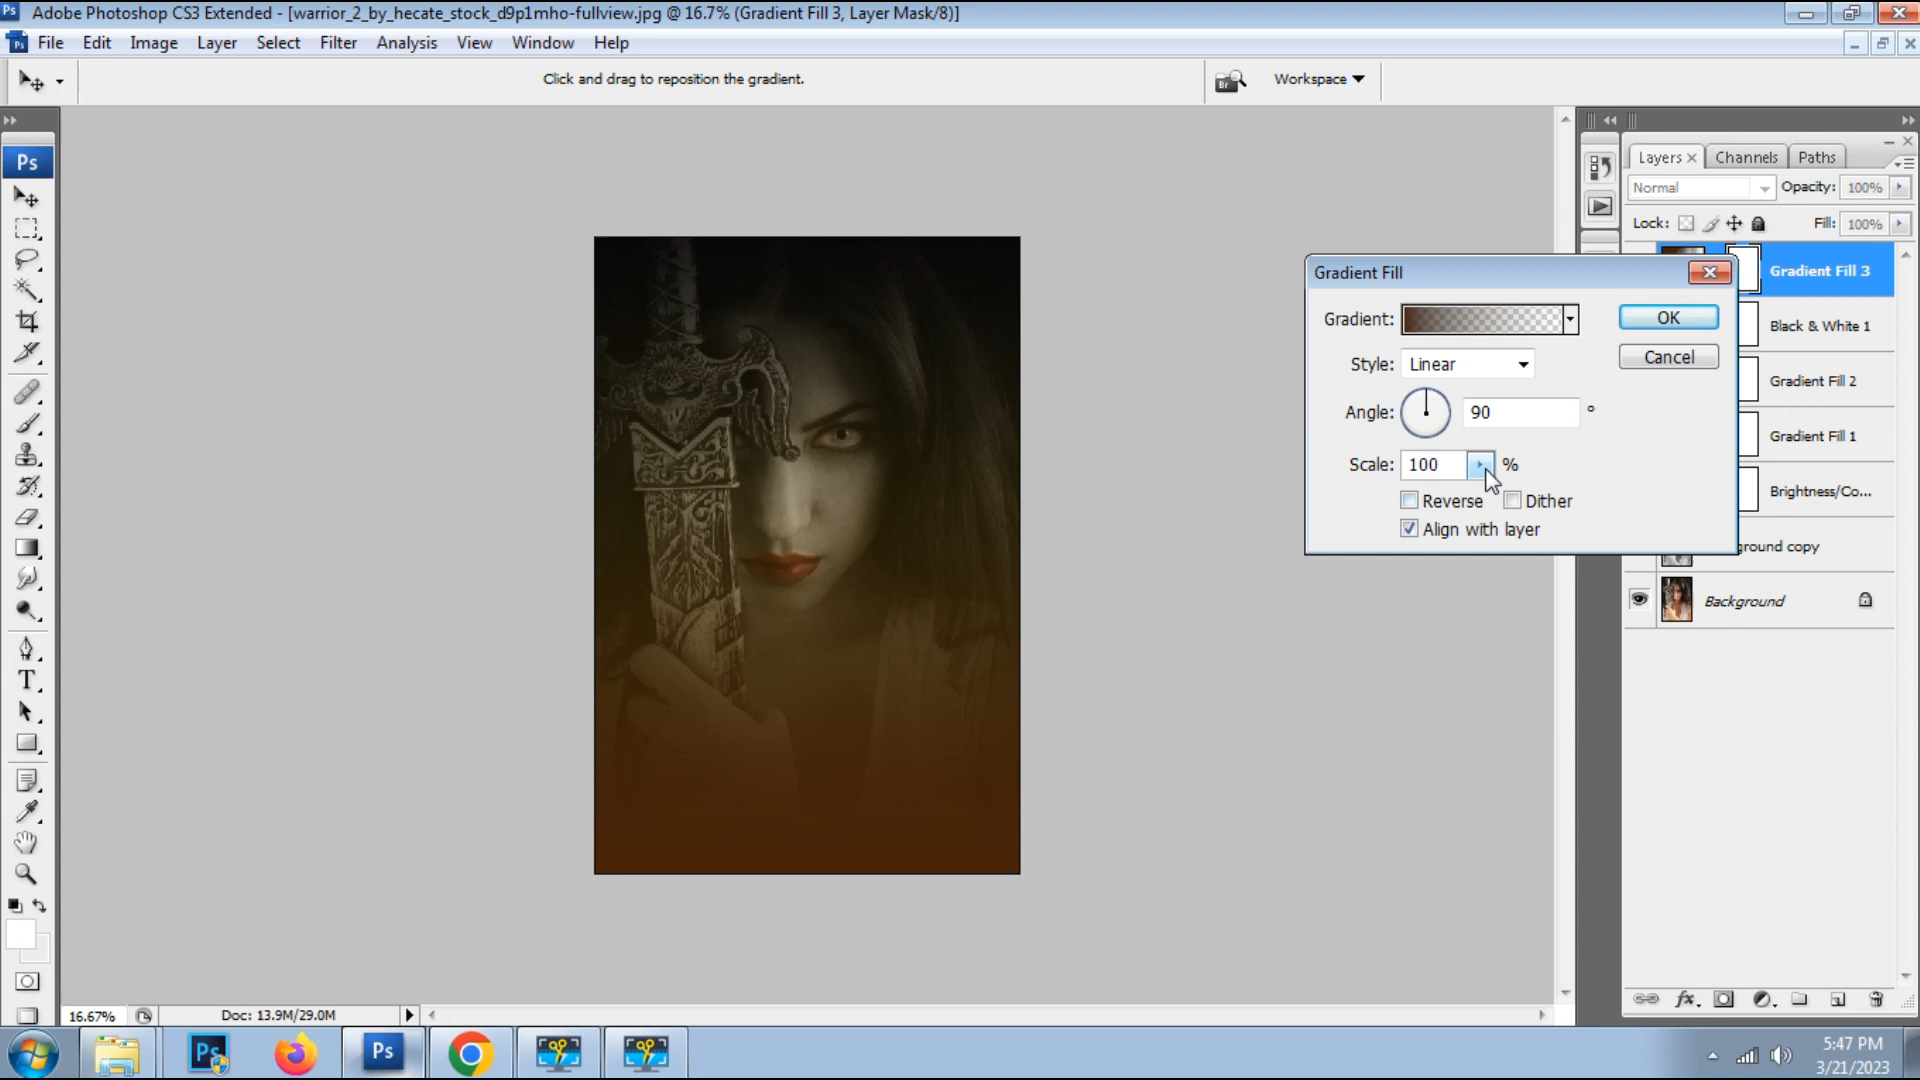 Adobe Photoshop CS3 Extended - [warrior_2_by_hecate_stock_d9p1mho-fullview.jpg @ 16.7% (Gradient Fill 3, Layer Mask/8)]
File Edit Image Layer Select Filter Analysis View Window Help
Click and drag to reposition the gradient.
Workspace
Ps
Layers Channels Paths
Normal Opacity: 100%
Lock: Fill: 100%
Gradient Fill 3
Black & White 1
Gradient Fill 2
Gradient Fill 1
Brightness/Co...
ground copy
Background
Gradient Fill
Gradient: OK
Style: Linear Cancel
Angle: 90 °
Scale: 100 %
Reverse Dither
Align with layer
16.67% Doc: 13.9M/29.0M
5:47 PM
3/21/2023